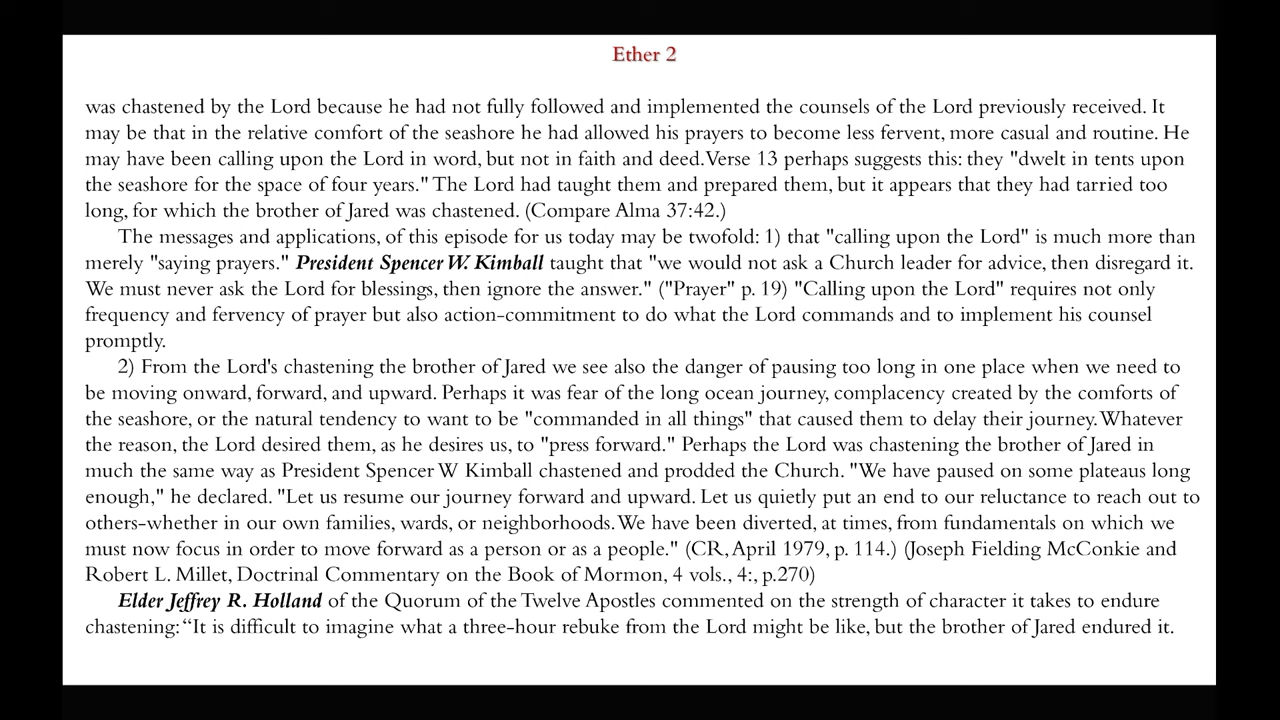 Ether 2
was chastened by the Lord because he had not fully followed and implemented the counsels of the Lord previously received. It
may be that in the relative comfort of the seashore he had allowed his prayers to become less fervent, more casual and routine. He
may have been calling upon the Lord in word, but not in faith and deed.Verse 13 perhaps suggests this: they "dwelt in tents upon
the seashore for the space of four years." The Lord had taught them and prepared them, but it appears that they had tarried too
long, for which the brother of Jared was chastened. (Compare Alma 37:42.)
The messages and applications, of this episode for us today may be twofold: 1) that "calling upon the Lord" is much more than
merely "saying prayers." President Spencer W. Kimball taught that "we would not ask a Church leader for advice, then disregard it.
We must never ask the Lord for blessings, then ignore the answer." ("Prayer" p. 19) "Calling upon the Lord" requires not only
frequency and fervency of prayer but also action-commitment to do what the Lord commands and to implement his counsel
promptly.
2) From the Lord's chastening the brother of Jared we see also the danger of pausing too long in one place when we need to
be moving onward, forward, and upward. Perhaps it was fear of the long ocean journey, complacency created by the comforts of
the seashore, or the natural tendency to want to be "commanded in all things" that caused them to delay their journey.Whatever
the reason, the Lord desired them, as he desires us, to "press forward." Perhaps the Lord was chastening the brother of Jared in
much the same way as President Spencer W Kimball chastened and prodded the Church. "We have paused on some plateaus long
enough," he declared. "Let us resume our journey forward and upward. Let us quietly put an end to our reluctance to reach out to
others-whether in our own families, wards, or neighborhoods.We have been diverted, at times, from fundamentals on which we
must now focus in order to move forward as a person or as a people." (CR, April 1979, p. 114.) (Joseph Fielding McConkie and
Robert L. Millet, Doctrinal Commentary on the Book of Mormon, 4 vols., 4:, p.270)
Elder Jeffrey R. Holland of the Quorum of the Twelve Apostles commented on the strength of character it takes to endure
chastening: “It is difficult to imagine what a three-hour rebuke from the Lord might be like, but the brother of Jared endured it.